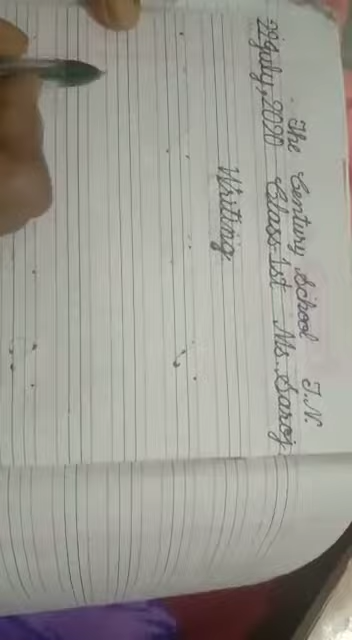 The Century School J.N.
22 July, 2020 Class-1st Ms. Saroj
Writing